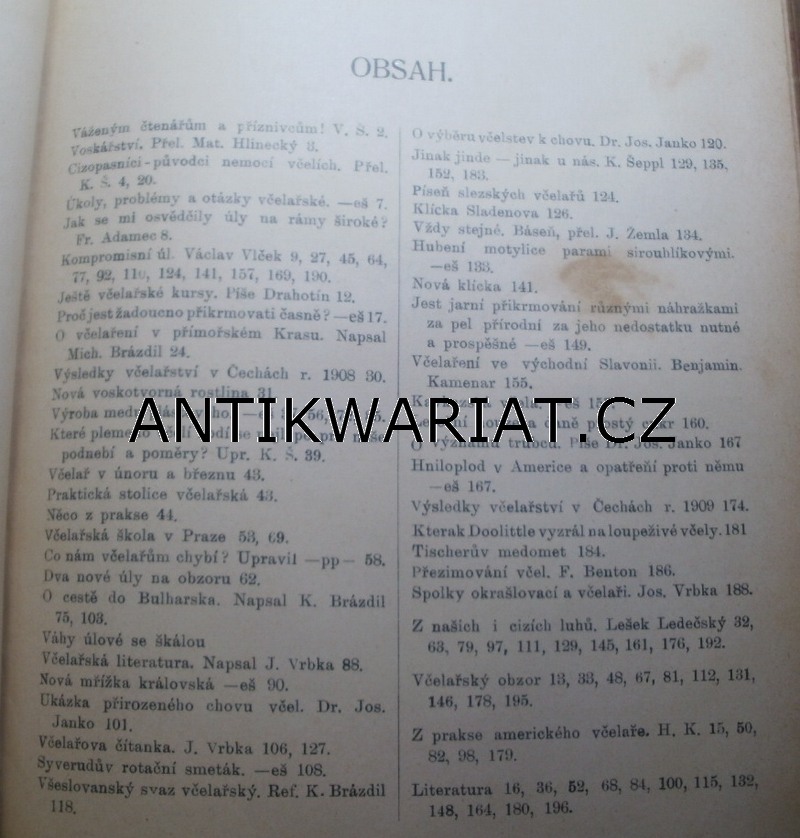 OBSAH.
Váženým čtenářům a příznivcům! V. Š. 2.
Voskářství. Přel. Mat. Hlinecký 3.
Cizopasníci-původci nemocí včelích. Přel.
K. Š. 4, 20.
Úkoly, problémy a otázky včelařské. —eš 7.
Jak se mi osvědčily úly na rámy široké?
Fr. Adamec 8.
Kompromisní úl. Václav Vlček 9, 27, 45, 64,
77, 92, 110, 124, 141, 157, 169, 190.
Ještě včelařské kursy. Píše Drahotín 12.
Proč jest žádoucno přikrmovati časně? —eš 17.
O včelaření v přímořském Krasu. Napsal
Mich. Brázdil 24.
Výsledky včelařství v Čechách r. 1908 30.
Nová voskotvorná rostlina 31.
Výroba
Které
podnebí a poměry? Upr. K. Š. 39.
Včelař v únoru a březnu 43.
Praktická stolice včelařská 43.
Něco z prakse 44.
Včelařská škola v Praze 53, 69.
Co nám včelařům chybí? Upravil —pp— 58.
Dva nové úly na obzoru 62.
O cestě do Bulharska. Napsal K. Brázdil
75, 103.
Váhy úlové se škálou
Včelařská literatura. Napsal J. Vrbka 88.
Nová mřížka královská —eš 90.
Ukázka přirozeného chovu včel. Dr. Jos.
Janko 101.
Včelařova čítanka. J. Vrbka 106, 127.
Syverudův rotační smeták. —eš 108.
Všeslovanský svaz včelařský. Ref. K. Brázdil
118.
O výběru včelstev k chovu. Dr. Jos. Janko 120.
Jinak jinde — jinak u nás. K. Šeppl 129, 135,
152, 183.
Píseň slezských včelařů 124.
Klícka Sladenova 126.
Vždy stejné. Báseň, přel. J. Žemla 134.
Hubení motylice parami sirouhlíkovými.
—eš 133.
Nová klícka 141.
Jest jarní přikrmování různými náhražkami
za pel přírodní za jeho nedostatku nutné
a prospěšné —eš 149.
Včelaření ve východní Slavonii. Benjamin.
Kamenar 155.
včela. —eš
prostý cukr 160.
O významu trubců. Píše Dr. Jos. Janko 167
Hniloplod v Americe a opatření proti němu
—eš 167.
Výsledky včelařství v Čechách r. 1909 174.
Kterak Doolittle vyzrál na loupeživé včely. 181
Tischerův medomet 184.
Přezimování včel. F. Benton 186.
Spolky okrašlovací a včelaři. Jos. Vrbka 188.
Z našich i cizích luhů. Lešek Ledečský 32,
63, 79, 97, 111, 129, 145, 161, 176, 192.
Včelařský obzor 13, 33, 48, 67, 81, 112, 131,
146, 178, 195.
Z prakse amerického včelaře. H. K. 15, 50,
82, 98, 179.
Literatura 16, 36, 52, 68, 84, 100, 115, 132,
148, 164, 180, 196.
ANTIKWARIAT.CZ